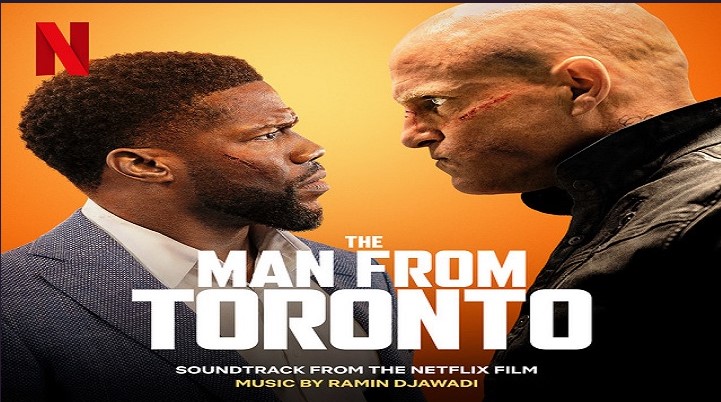 N
THE
MAN FROM
TORONTO
SOUNDTRACK FROM THE NETFLIX FILM
MUSIC BY RAMIN DJAWADI